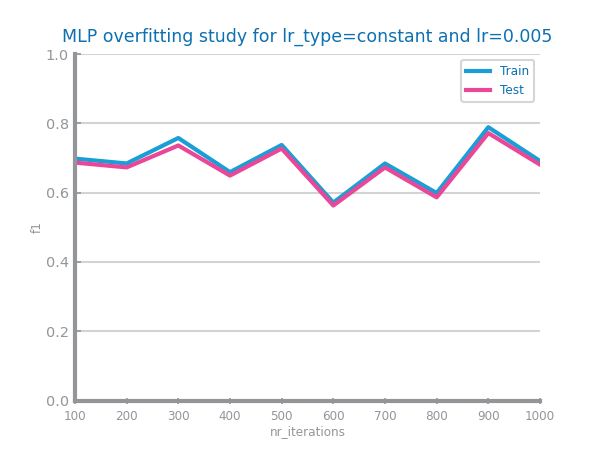 MLP overfitting study for lr_type=constant and lr=0.005
Train
Test
1.0
0.8
0.6
0.4
0.2
0.0
f1
100 200 300 400 500 600 700 800 900 1000
nr_iterations